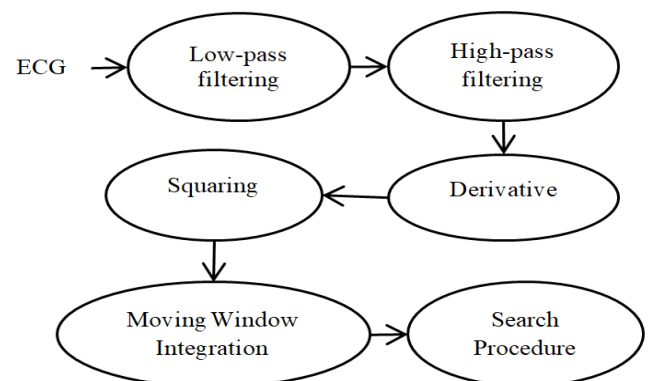 ECG
Low-pass
filtering
High-pass
filtering
Derivative
Squaring
Moving Window
Integration
Search
Procedure